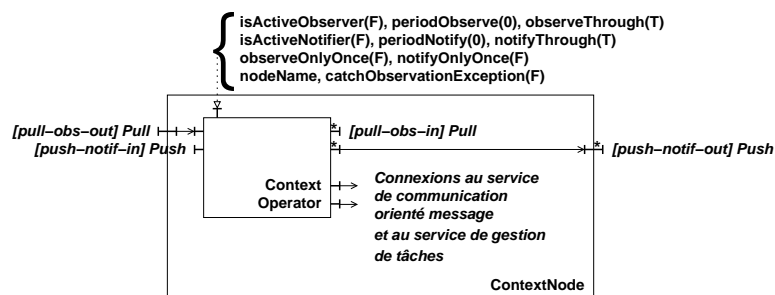 isActiveObserver(F), periodObserve(0), observeThrough(T)
isActiveNotifier(F), periodNotify(0), notifyThrough(T)
observeOnlyOnce(F), notifyOnlyOnce(F)
nodeName, catchObservationException(F)
[pull−obs−out] Pull * [pull−obs−in] Pull
[push−notif−in] Push * * [push−notif−out] Push
Context
Operator
Connexions au service
de communication
orienté message
et au service de gestion
de tâches
ContextNode